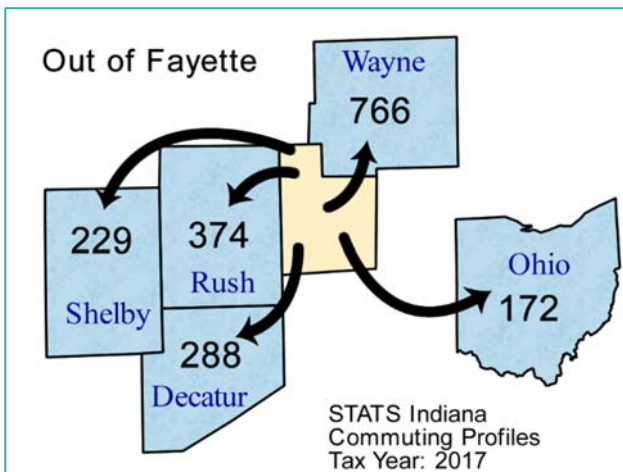 Out of Fayette
Wayne
766
229
Shelby
374
Rush
288
Decatur
Ohio
172
STATS Indiana
Commuting Profiles
Tax Year: 2017